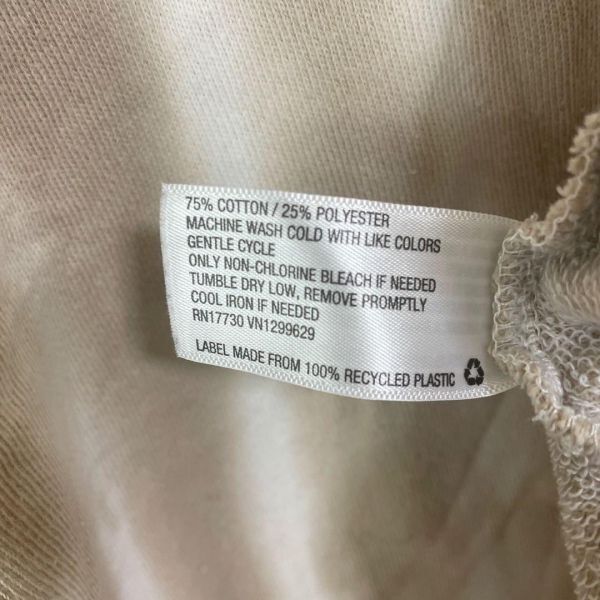 75% COTTON / 25% POLYESTER
MACHINE WASH COLD WITH LIKE COLORS
GENTLE CYCLE
ONLY NON-CHLORINE BLEACH IF NEEDED
TUMBLE DRY LOW, REMOVE PROMPTLY
COOL IRON IF NEEDED
RN17730 VN1299629
LABEL MADE FROM 100% RECYCLED PLASTIC